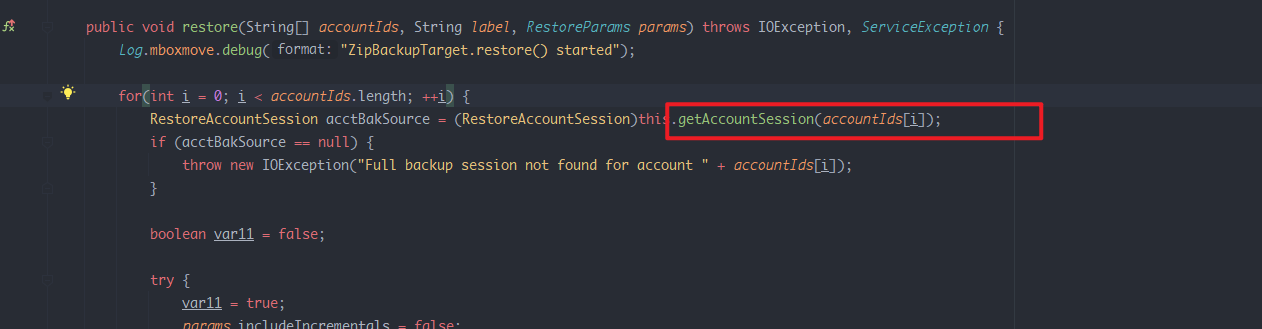 public void restore(String[] accountIds, String label, RestoreParams params) throws IOException, ServiceException {
Log.mboxmove.debug( format: "ZipBackupTarget.restore() started");
for(int i = 0; i < accountIds.length; ++i) {
RestoreAccountSession acctBakSource = (RestoreAccountSession)this.getAccountSession(accountIds[i]);
if (acctBakSource == null) {
throw new IOException("Full backup session not found for account " + accountIds[i]);
}
boolean var11 = false;
try {
var11 = true;
params.includeIncrementals = false;